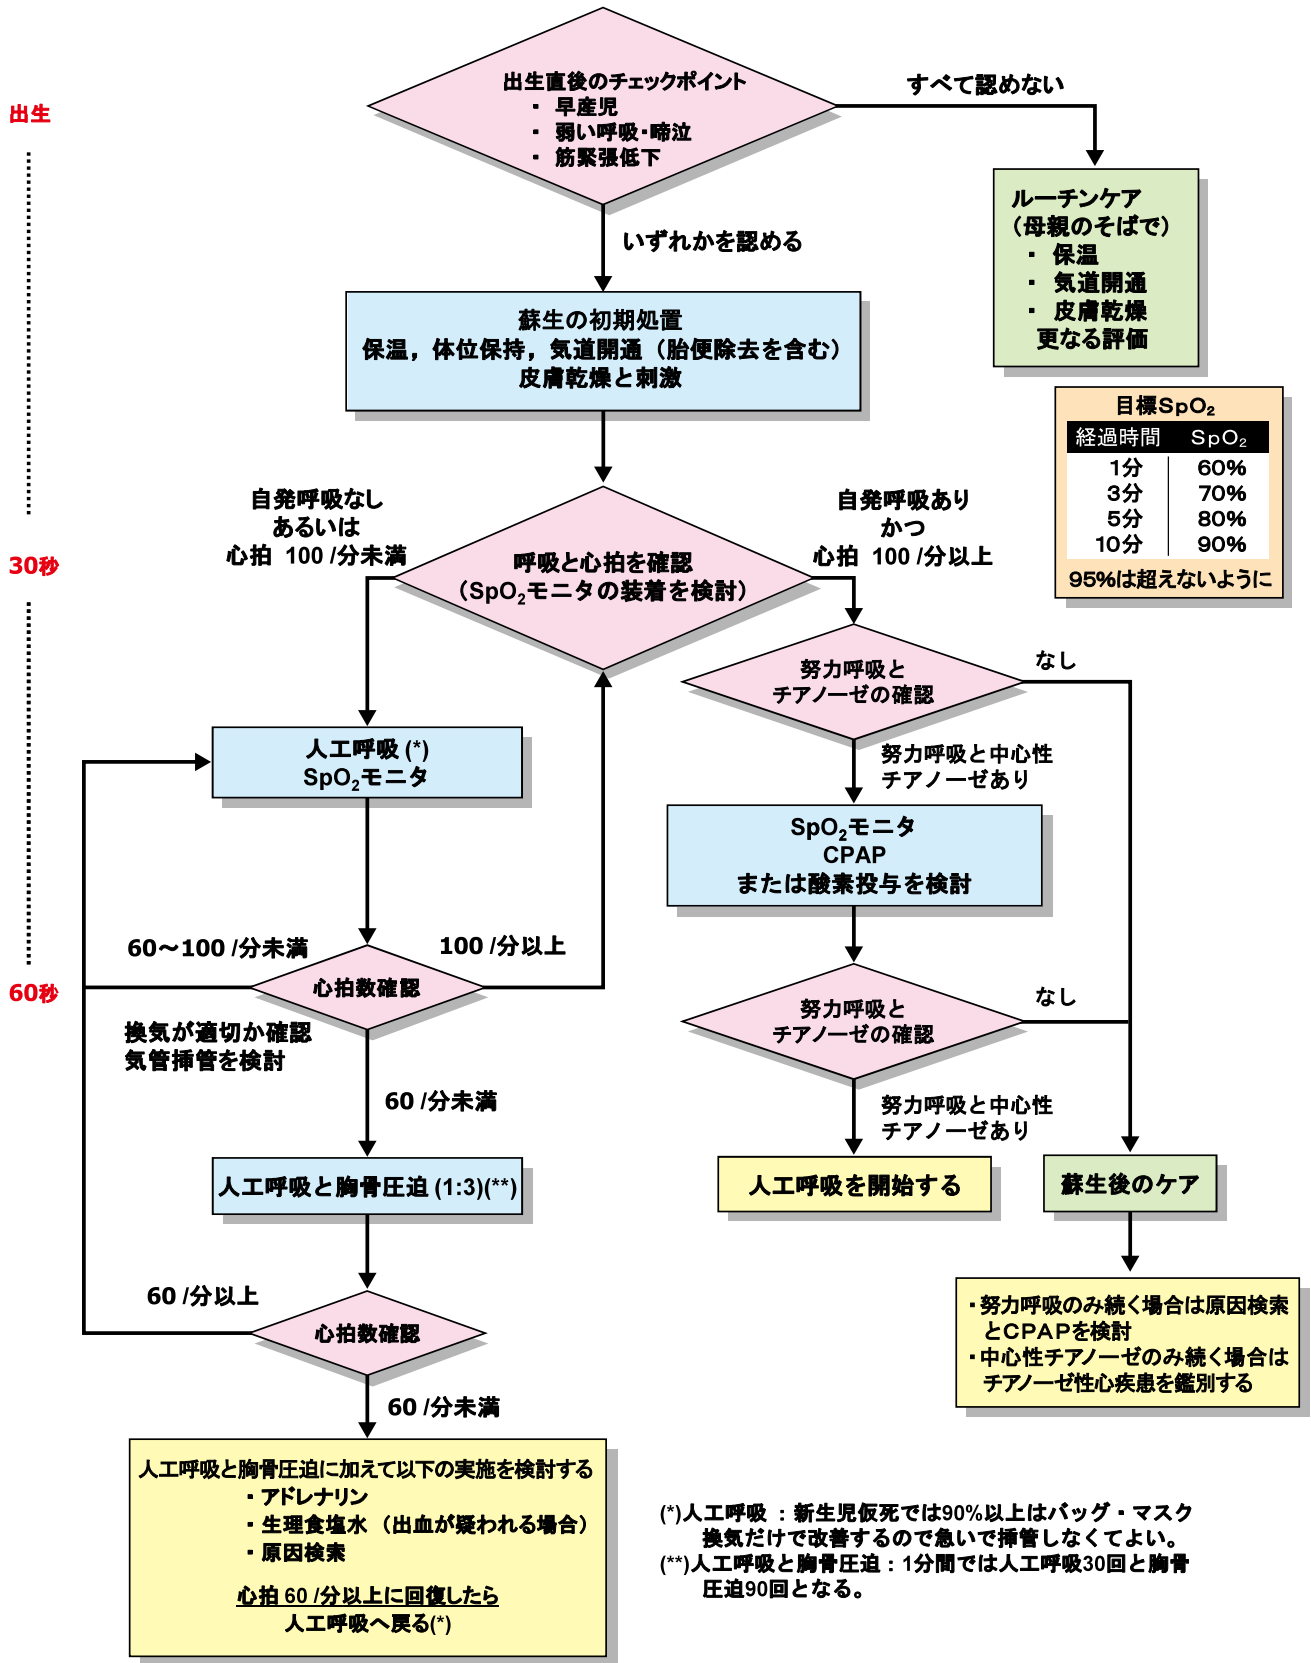 出生直後のチェックポイント
・ 早産児
・ 弱い呼吸・啼泣
・ 筋緊張低下
すべて認めない
出生
ルーチンケア
（母親のそばで）
・ 保温
・ 気道開通
・ 皮膚乾燥
更なる評価
いずれかを認める
蘇生の初期処置
保温，体位保持，気道開通（胎便除去を含む）
皮膚乾燥と刺激
目標SpO₂
経過時間 SpO₂
1分 60%
3分 70%
5分 80%
10分 90%
95%は超えないように
自発呼吸なし
あるいは
心拍 100 /分未満
自発呼吸あり
かつ
心拍 100 /分以上
30秒
呼吸と心拍を確認
（SpO₂モニタの装着を検討）
努力呼吸と
チアノーゼの確認
なし
人工呼吸 (*)
SpO₂モニタ
努力呼吸と中心性
チアノーゼあり
SpO₂モニタ
CPAP
または酸素投与を検討
60～100 /分未満
100 /分以上
60秒
心拍数確認
換気が適切か確認
気管挿管を検討
努力呼吸と
チアノーゼの確認
なし
60 /分未満
努力呼吸と中心性
チアノーゼあり
人工呼吸と胸骨圧迫 (1:3)(**)
人工呼吸を開始する
蘇生後のケア
60 /分以上
心拍数確認
・努力呼吸のみ続く場合は原因検索
とCPAPを検討
・中心性チアノーゼのみ続く場合は
チアノーゼ性心疾患を鑑別する
60 /分未満
人工呼吸と胸骨圧迫に加えて以下の実施を検討する
・アドレナリン
・生理食塩水（出血が疑われる場合）
・原因検索
心拍 60 /分以上に回復したら
人工呼吸へ戻る(*)
(*)人工呼吸 ：新生児仮死では90%以上はバッグ・マスク
換気だけで改善するので急いで挿管しなくてよい。
(**)人工呼吸と胸骨圧迫：1分間では人工呼吸30回と胸骨
圧迫90回となる。